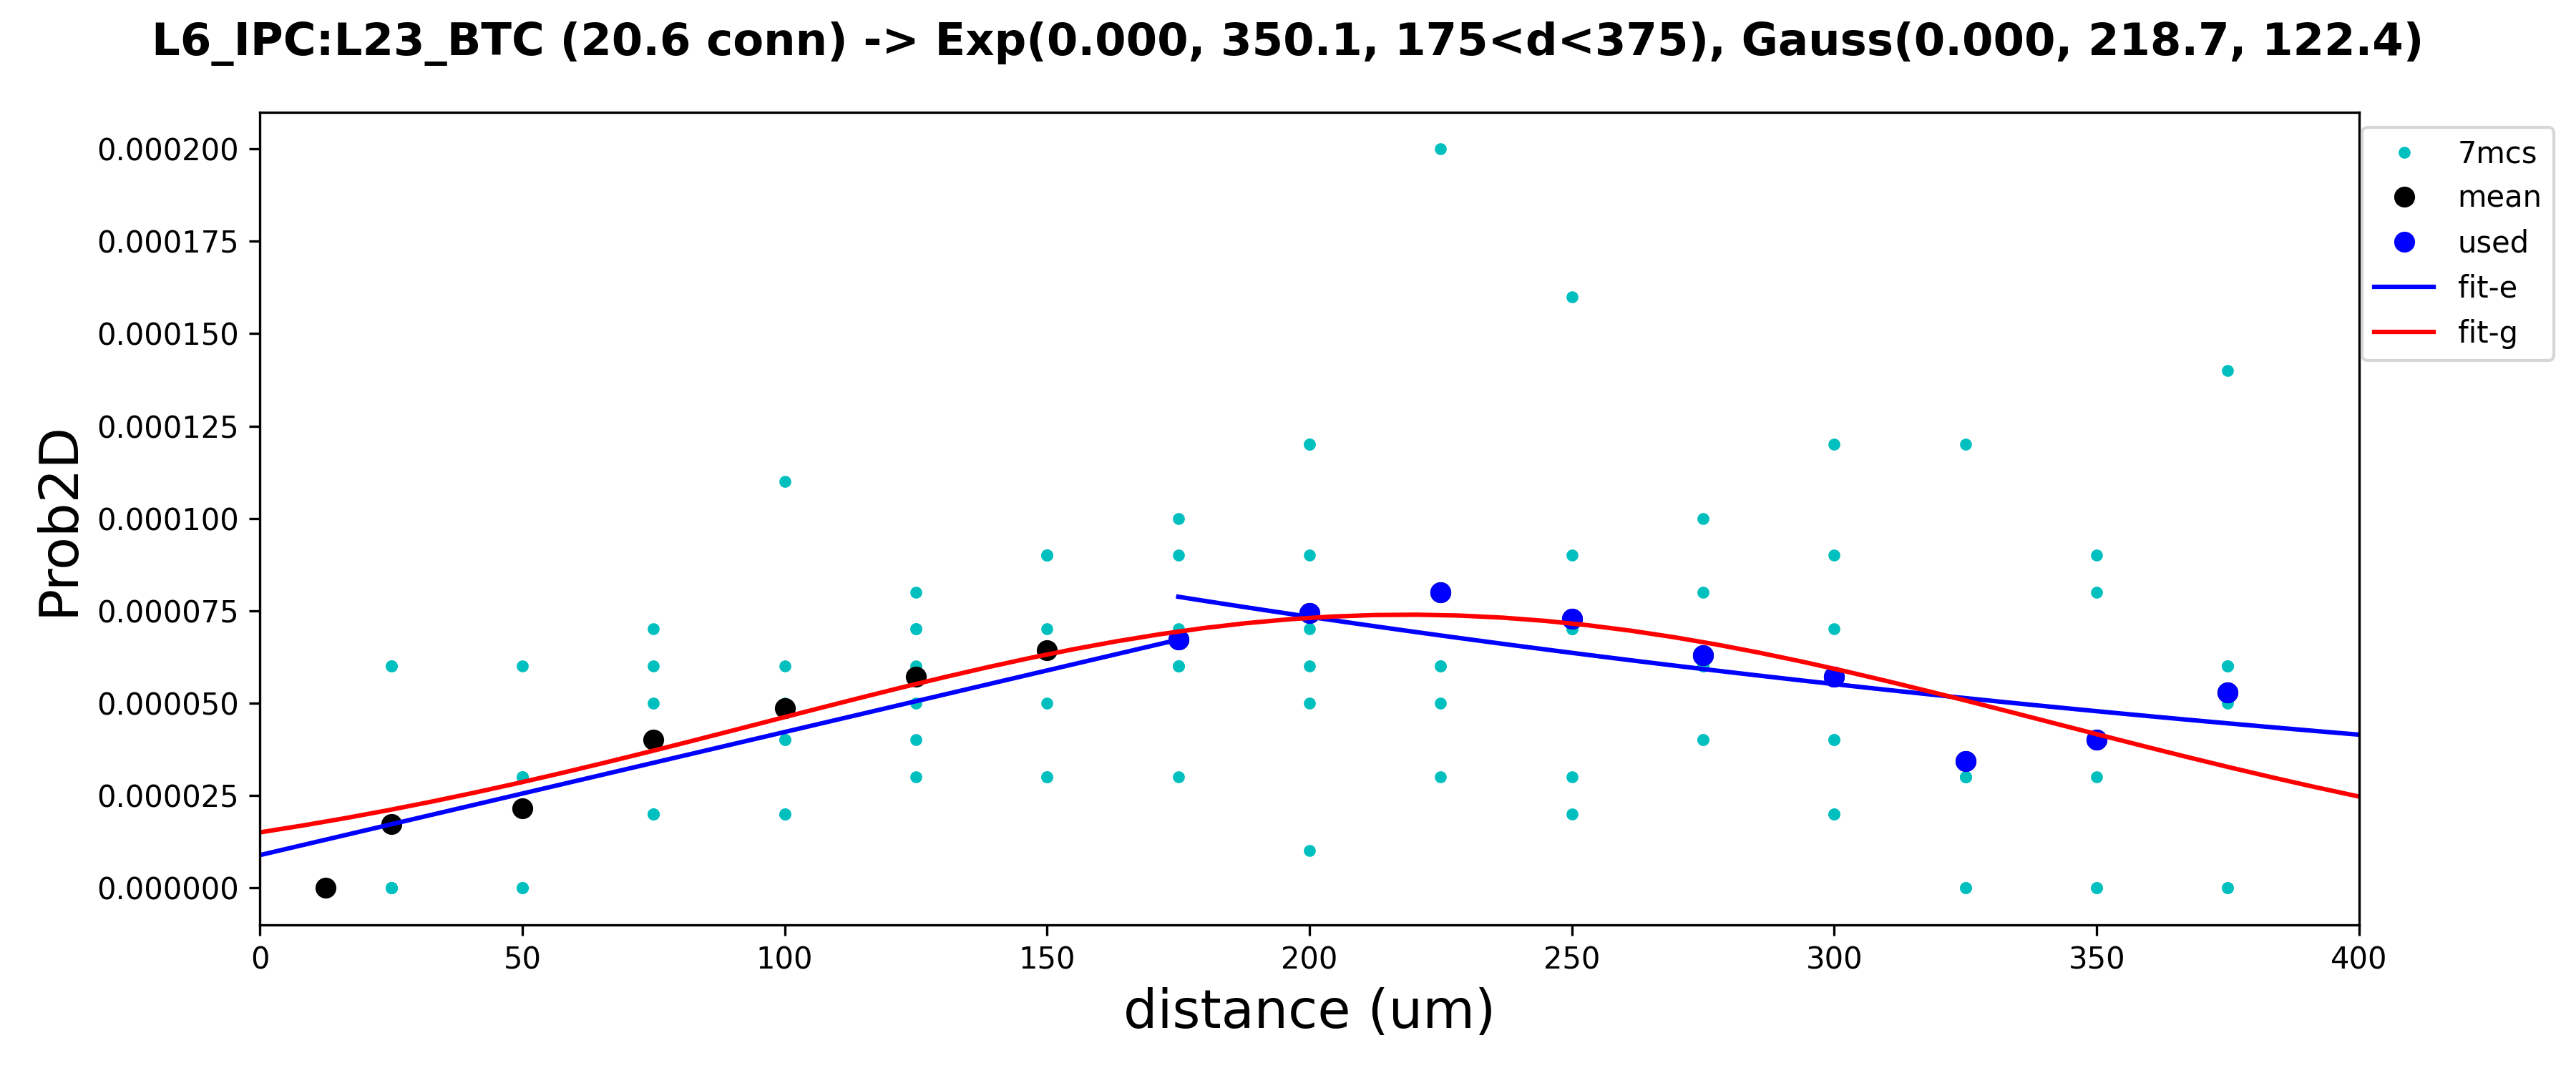 L6_IPC:L23_BTC (20.6 conn) -> Exp(0.000, 350.1, 175<d<375), Gauss(0.000, 218.7, 122.4)
0.000200
0.000175
0.000150
0.000125
0.000100
0.000075
0.000050
0.000025
0.000000
Prob2D
0 50 100 150 200 250 300 350 400
distance (um)
7mcs
mean
used
fit-e
fit-g